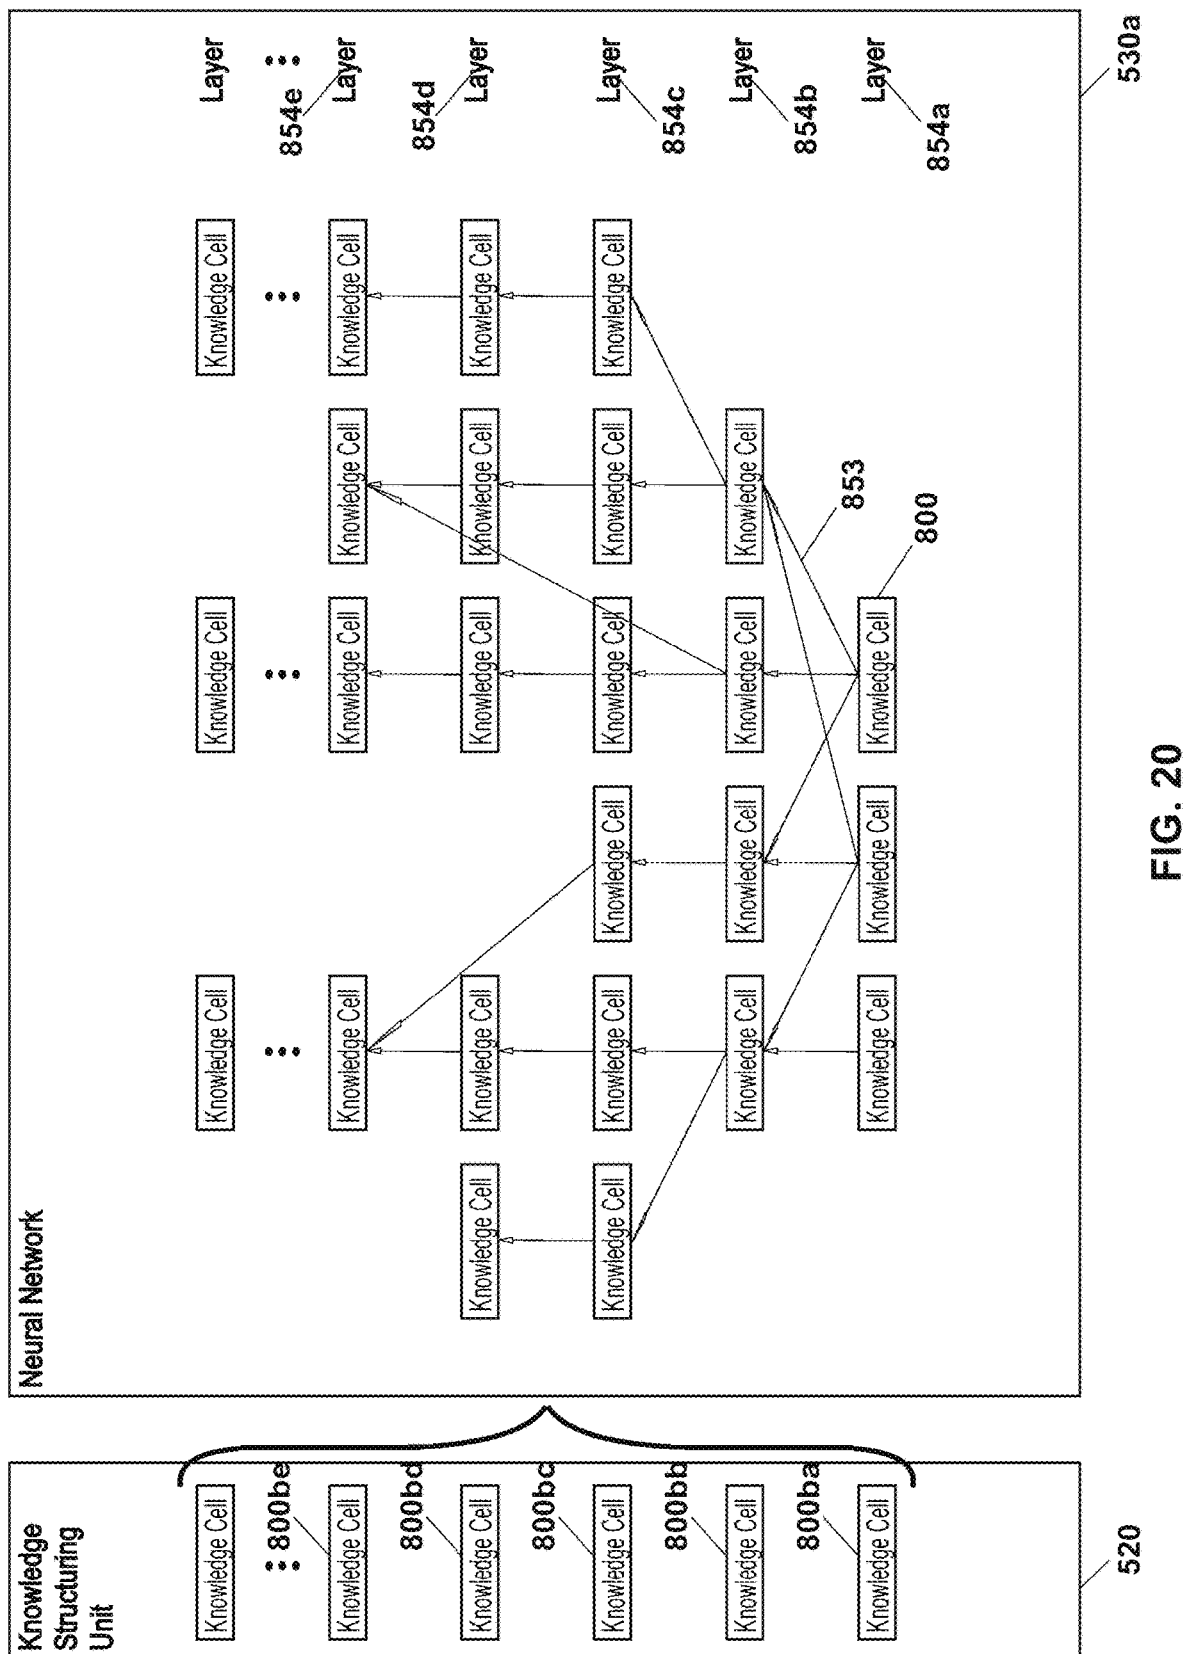 Knowledge
Structuring
Unit
Neural Network
Knowledge Cell
Knowledge Cell
Knowledge Cell
Knowledge Cell
Layer
800be
...
...
...
...
...
854e
Knowledge Cell
Knowledge Cell
Knowledge Cell
Knowledge Cell
Knowledge Cell
Layer
800bd
854d
Knowledge Cell
Knowledge Cell
Knowledge Cell
Knowledge Cell
Knowledge Cell
Knowledge Cell
Layer
800bc
Knowledge Cell
Knowledge Cell
Knowledge Cell
Knowledge Cell
Knowledge Cell
Knowledge Cell
Knowledge Cell
Layer
800bb
854c
Knowledge Cell
Knowledge Cell
Knowledge Cell
Knowledge Cell
Knowledge Cell
Layer
800ba
854b
853
Knowledge Cell
Knowledge Cell
Knowledge Cell
Knowledge Cell
Layer
800
854a
520
530a
FIG. 20